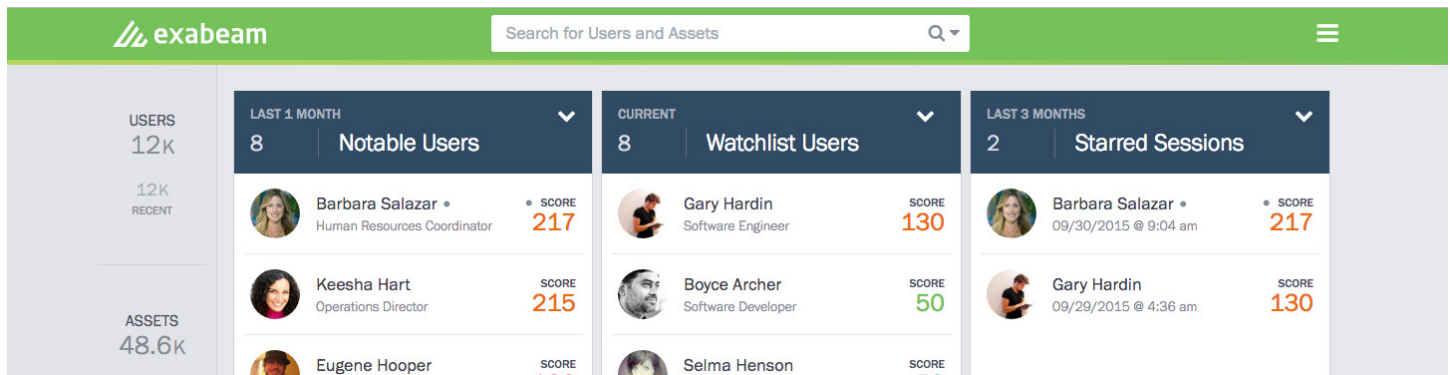 exabeam
Search for Users and Assets
USERS
12K
12K
RECENT
ASSETS
48.6K
LAST 1 MONTH
8 Notable Users
Barbara Salazar
Human Resources Coordinator
SCORE
217
Keesha Hart
Operations Director
SCORE
215
Eugene Hooper
SCORE
CURRENT
8 Watchlist Users
Gary Hardin
Software Engineer
SCORE
130
Boyce Archer
Software Developer
SCORE
50
Selma Henson
SCORE
LAST 3 MONTHS
2 Starred Sessions
Barbara Salazar
09/30/2015 @ 9:04 am
SCORE
217
Gary Hardin
09/29/2015 @ 4:36 am
SCORE
130